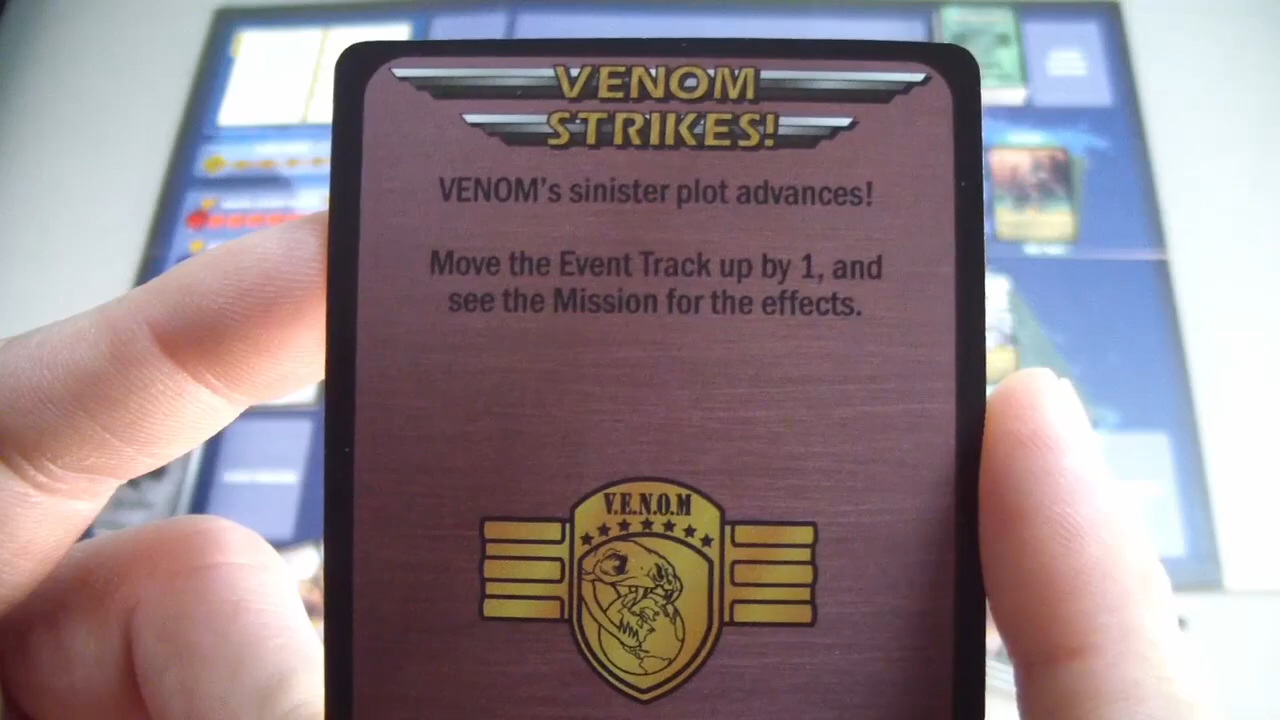 VENOM
STRIKES!
VENOM's sinister plot advances!
Move the Event Track up by 1, and
see the Mission for the effects.
V.E.N.O.M